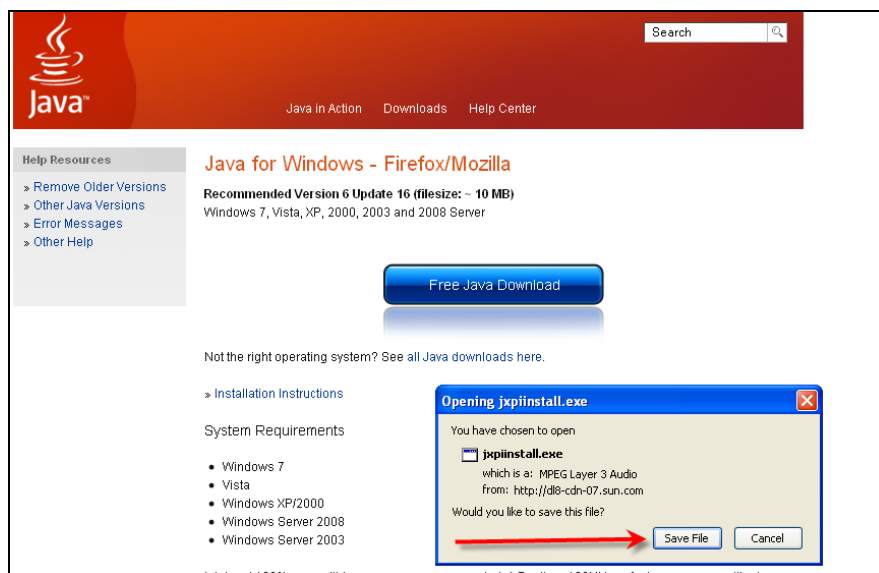 Search
Java™
Java in Action Downloads Help Center
Help Resources
» Remove Older Versions
» Other Java Versions
» Error Messages
» Other Help
Java for Windows - Firefox/Mozilla
Recommended Version 6 Update 16 (filesize: ~ 10 MB)
Windows 7, Vista, XP, 2000, 2003 and 2008 Server
Free Java Download
Not the right operating system? See all Java downloads here.
» Installation Instructions
System Requirements
• Windows 7
• Vista
• Windows XP/2000
• Windows Server 2008
• Windows Server 2003
Opening jxpiinstall.exe
You have chosen to open
jxpiinstall.exe
which is a: MPEG Layer 3 Audio
from: http://dl8-cdn-07.sun.com
Would you like to save this file?
Save File Cancel